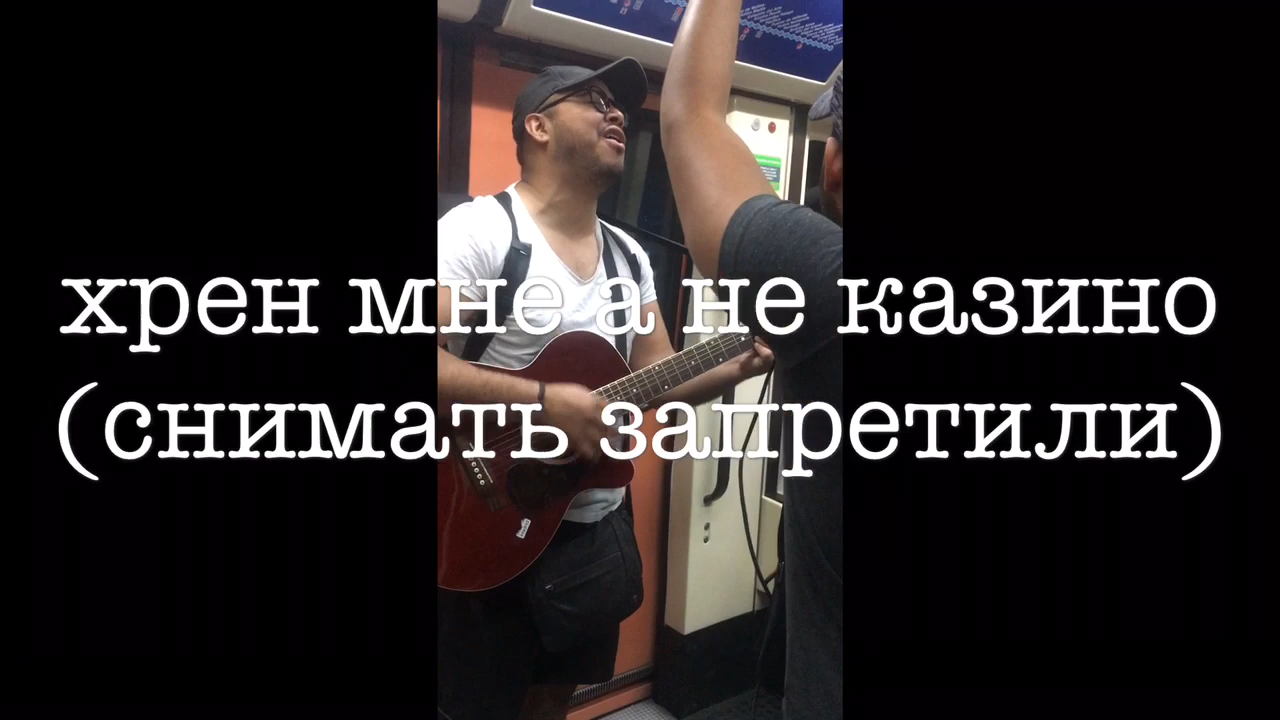 хрен мне а не казино
(снимать запретили)